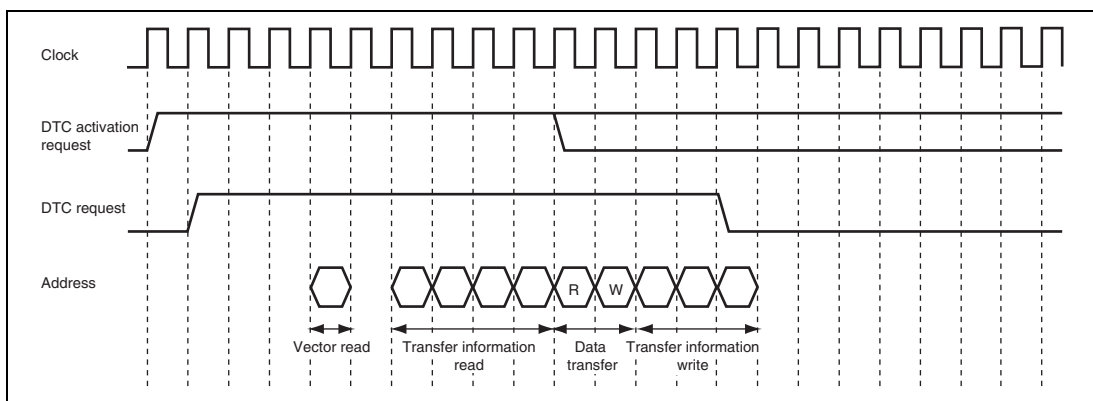 Clock
DTC activation
request
DTC request
Address
R W
Vector read
Transfer information
read
Data
transfer
Transfer information
write